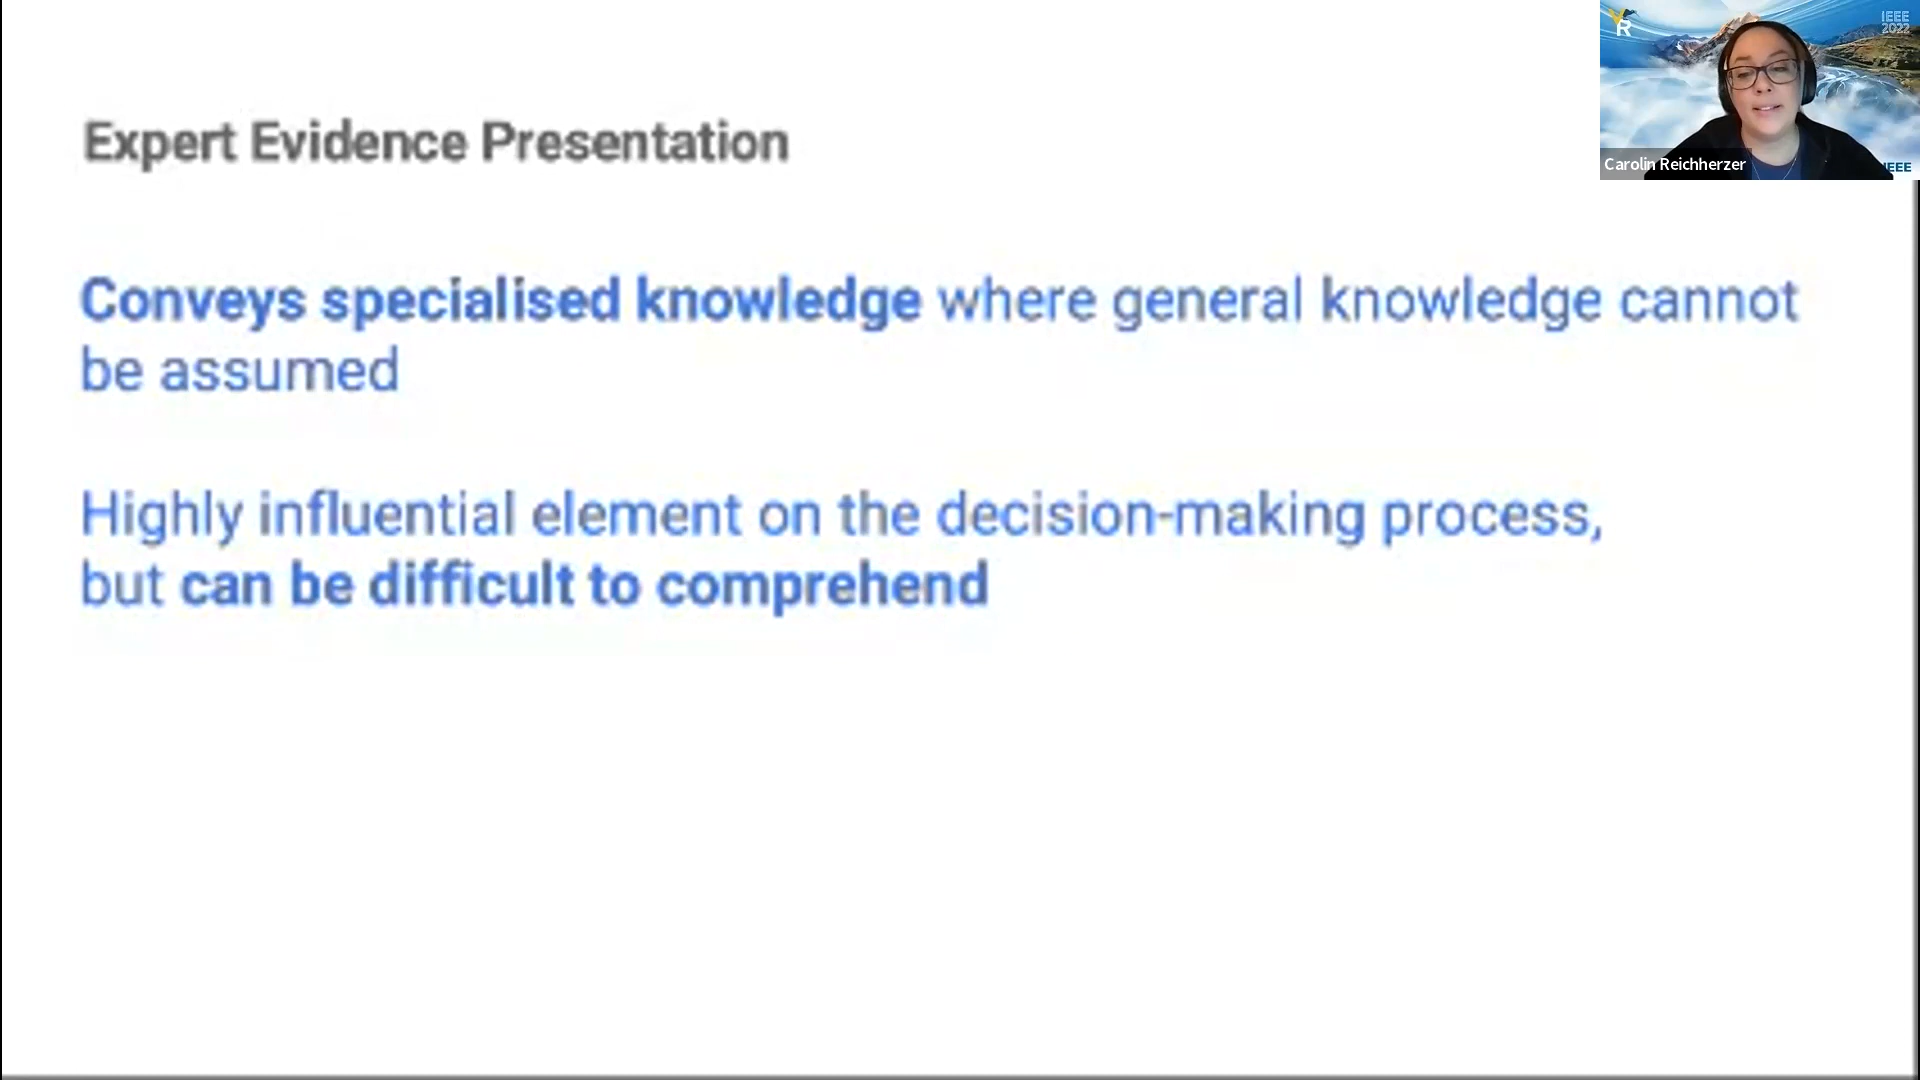 Expert Evidence Presentation
Conveys specialised knowledge where general knowledge cannot
be assumed
Highly influential element on the decision-making process,
but can be difficult to comprehend
VR
IEEE
2022
Carolin Reichherzer
IEEE